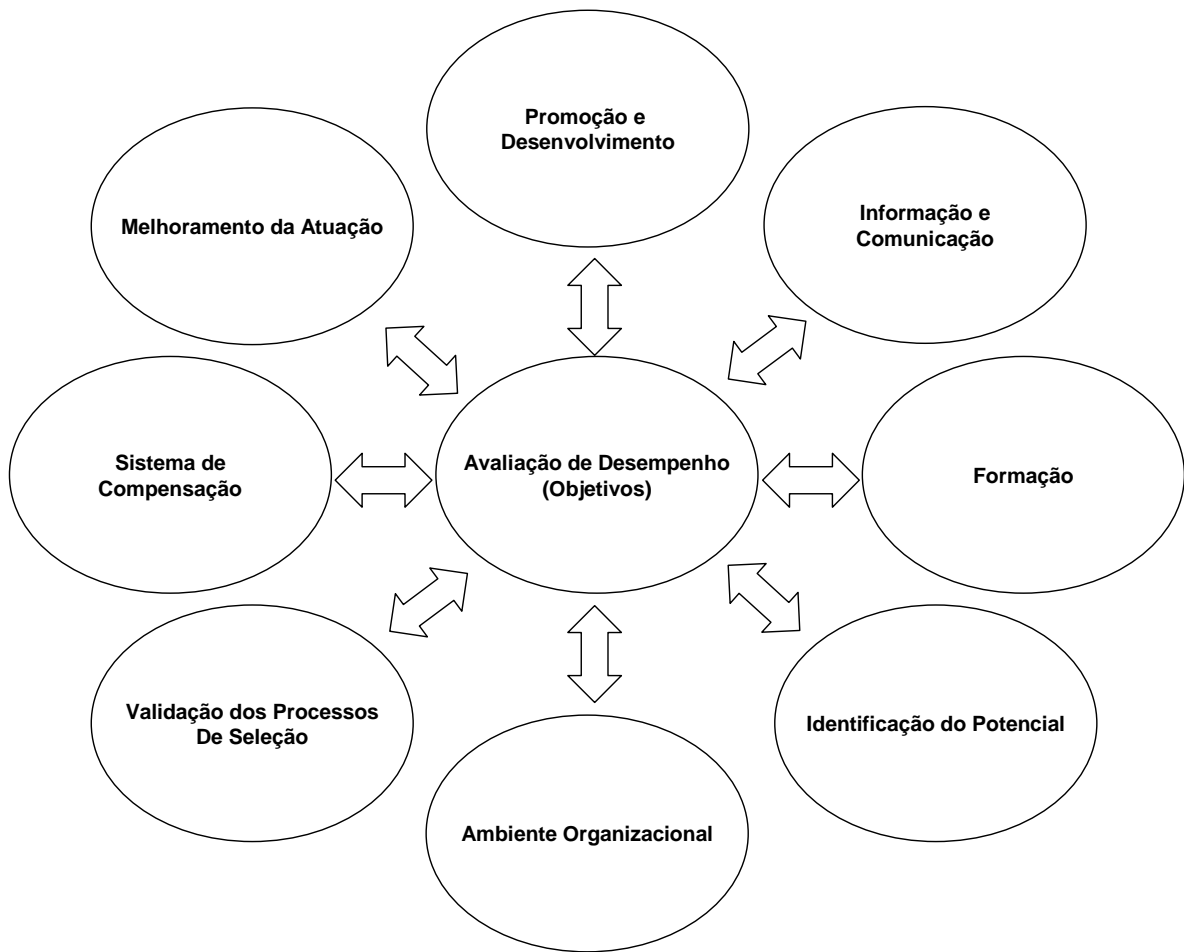 Promoção e
Desenvolvimento
Melhoramento da Atuação
Informação e
Comunicação
Sistema de
Compensação
Avaliação de Desempenho
(Objetivos)
Formação
Validação dos Processos
De Seleção
Identificação do Potencial
Ambiente Organizacional